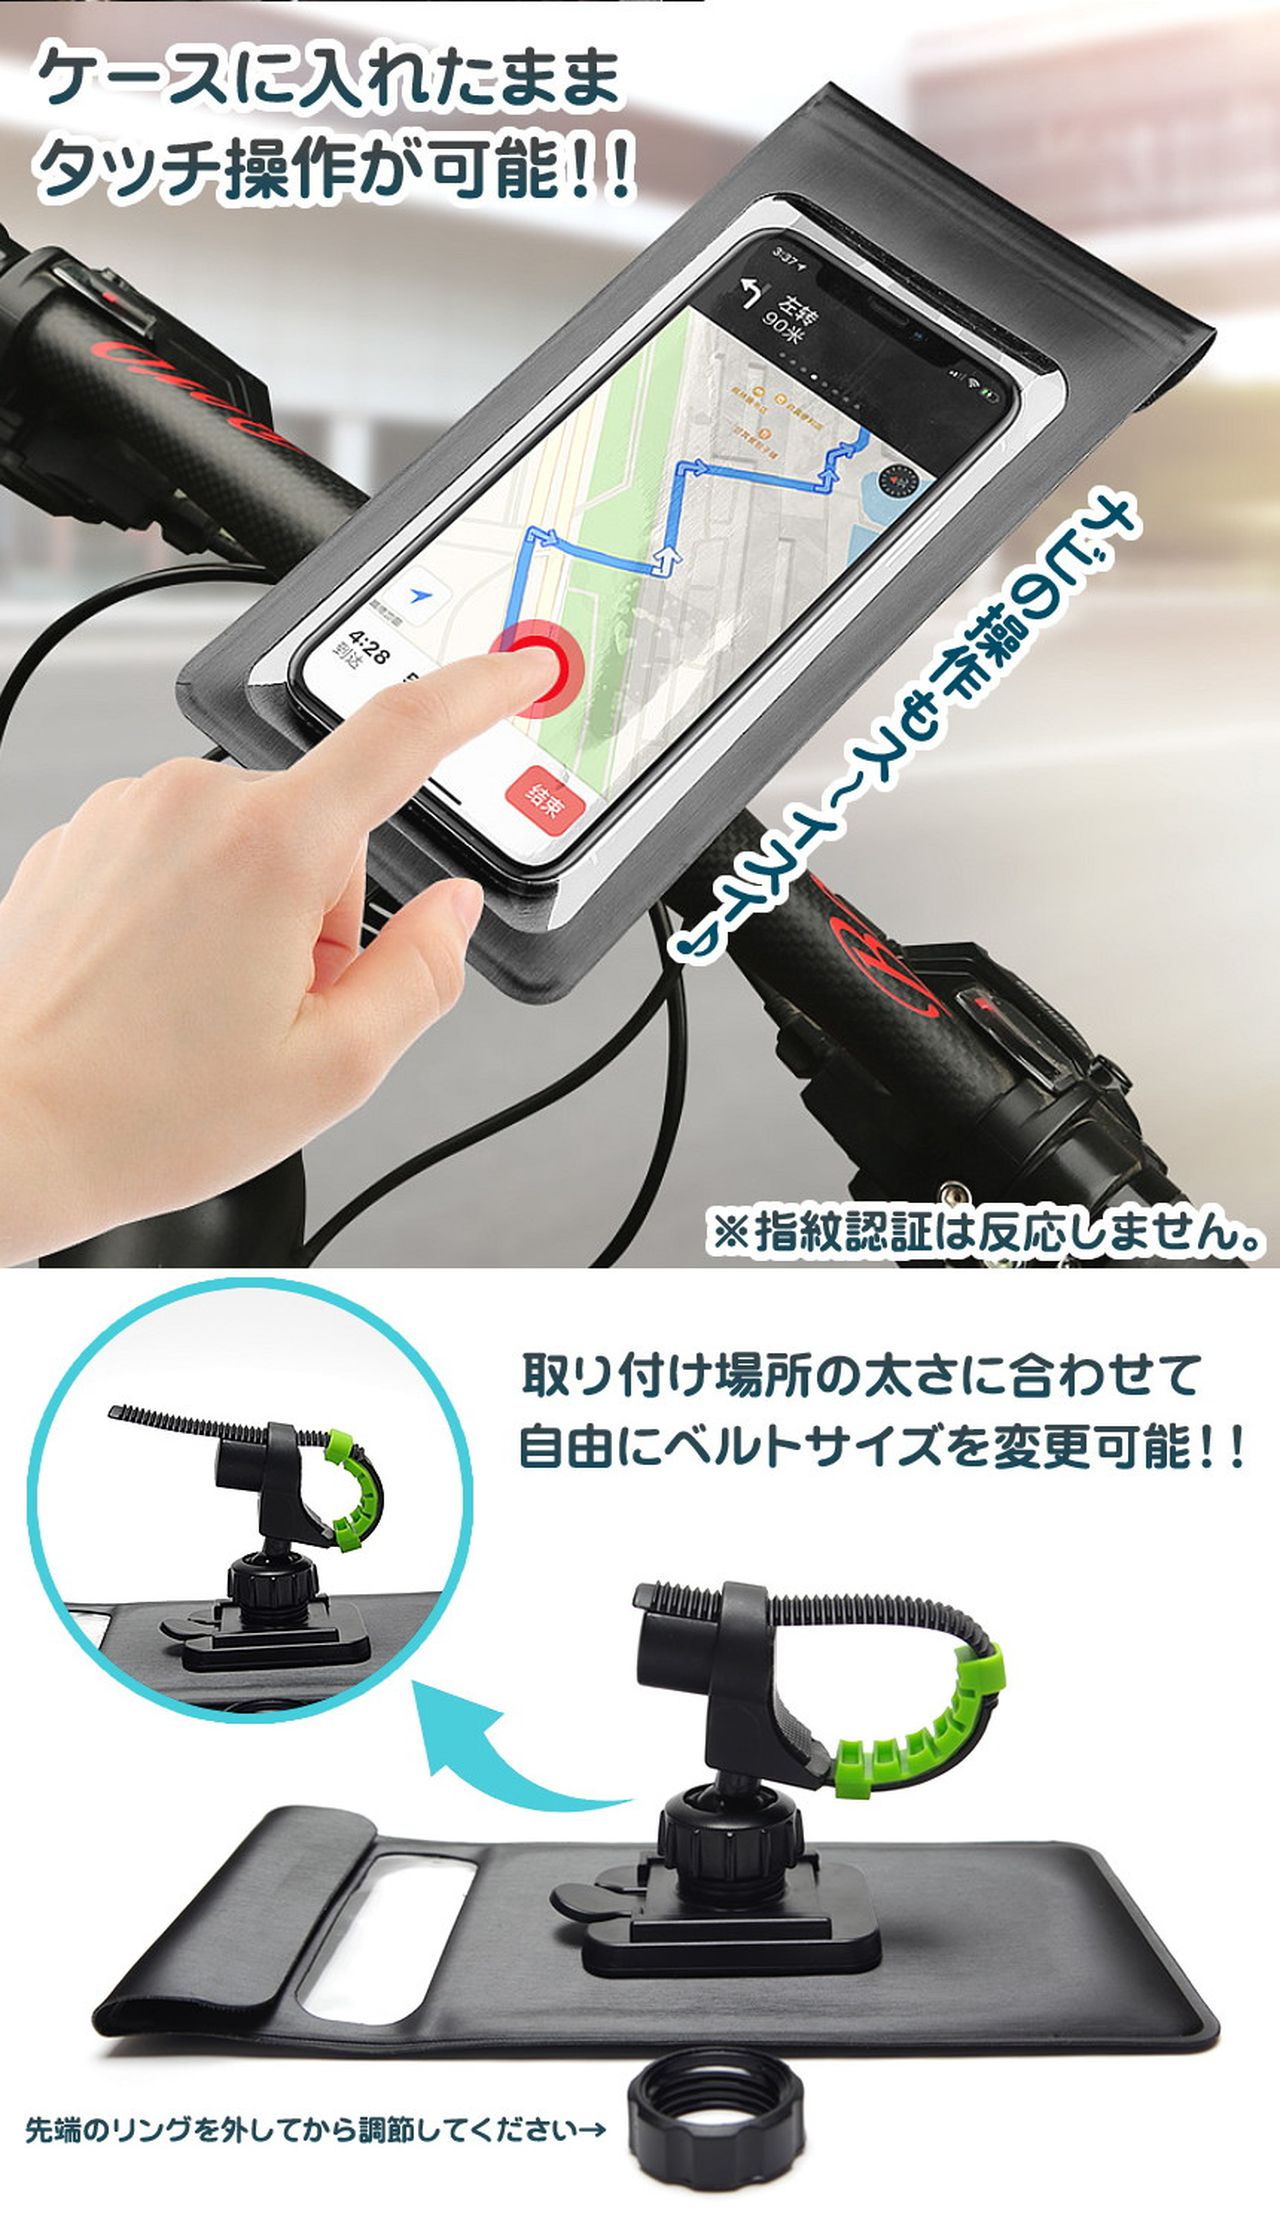 ケースに入れたまま
タッチ操作が可能！！
3:37
左转
90米
4:28
到达
结束
ナビの操作もス～イスイ♪
※指紋認証は反応しません。
取り付け場所の太さに合わせて
自由にベルトサイズを変更可能！！
先端のリングを外してから調節してください→